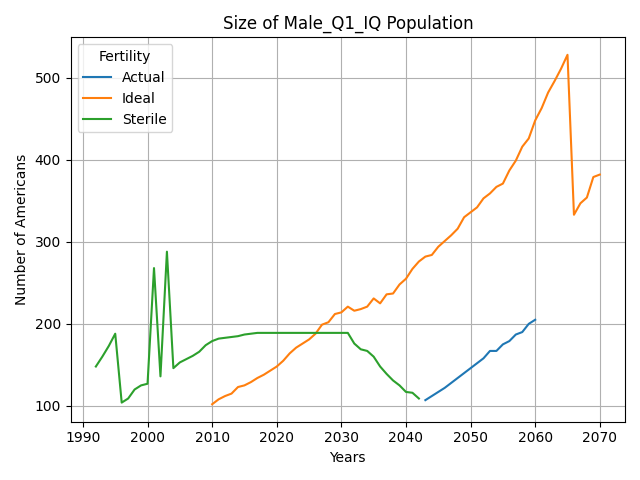 Size of Male_Q1_IQ Population
Number of Americans
500
400
300
200
100
Fertility
Actual
Ideal
Sterile
1990 2000 2010 2020 2030 2040 2050 2060 2070
Years